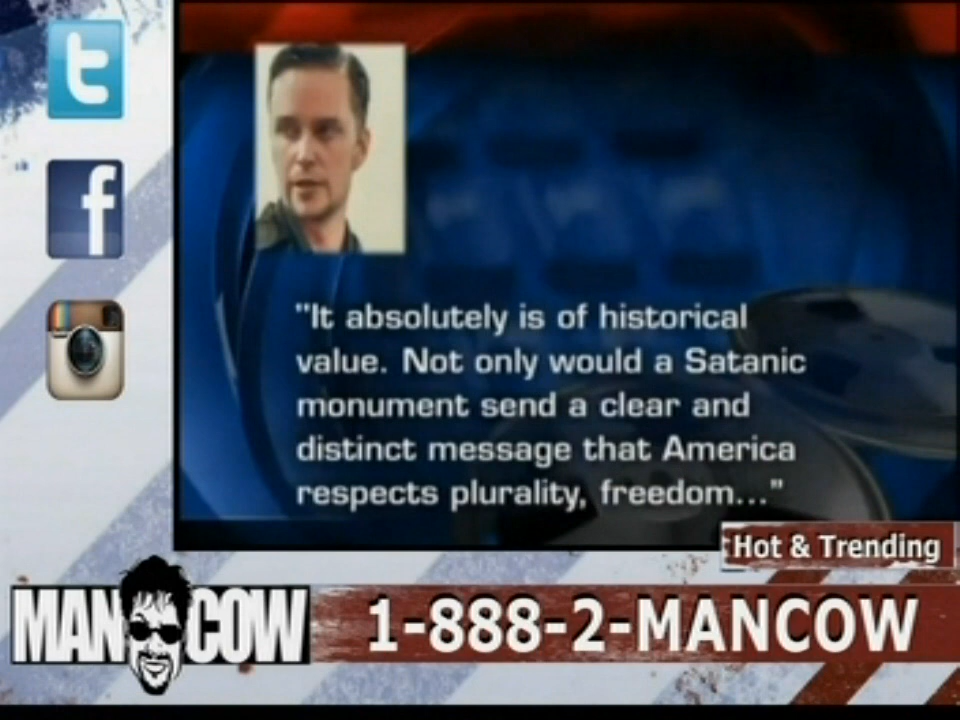 "It absolutely is of historical
value. Not only would a Satanic
monument send a clear and
distinct message that America
respects plurality, freedom..."
Hot & Trending
MANCOW
1-888-2-MANCOW